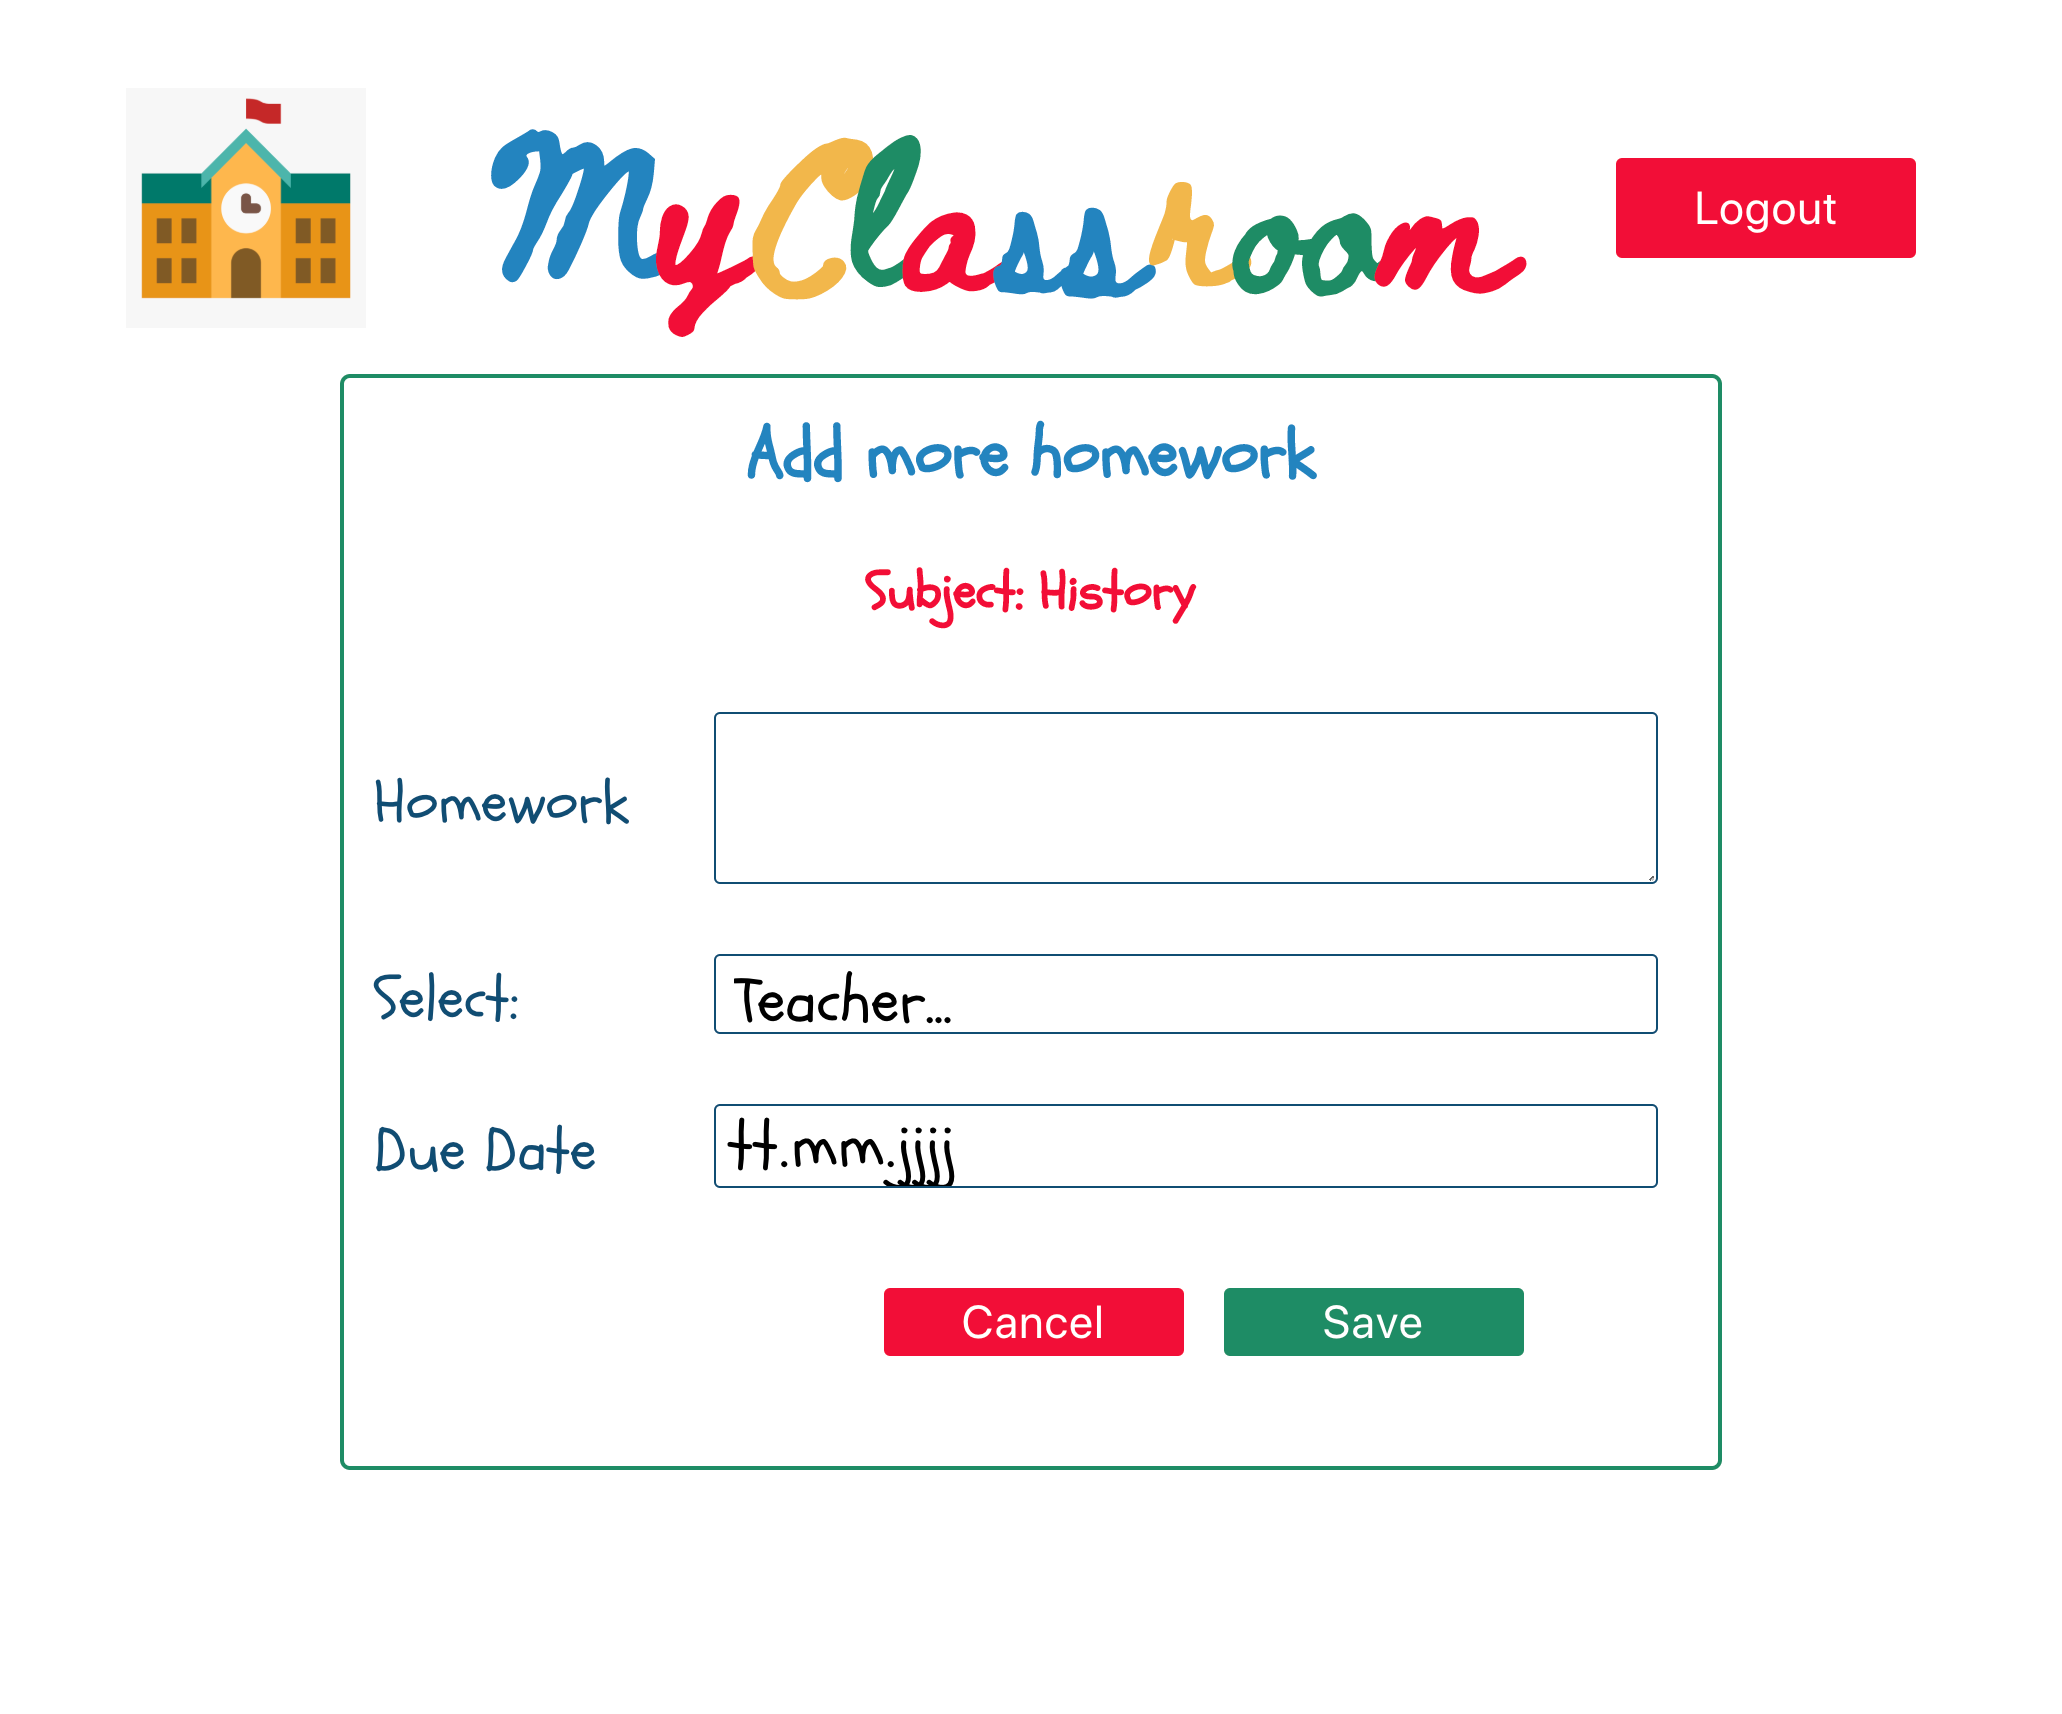 MyClassroom
Logout
Add more homework
Subject: History
Homework
Select:
Teacher...
Due Date
tt.mm.jjjj
Cancel
Save